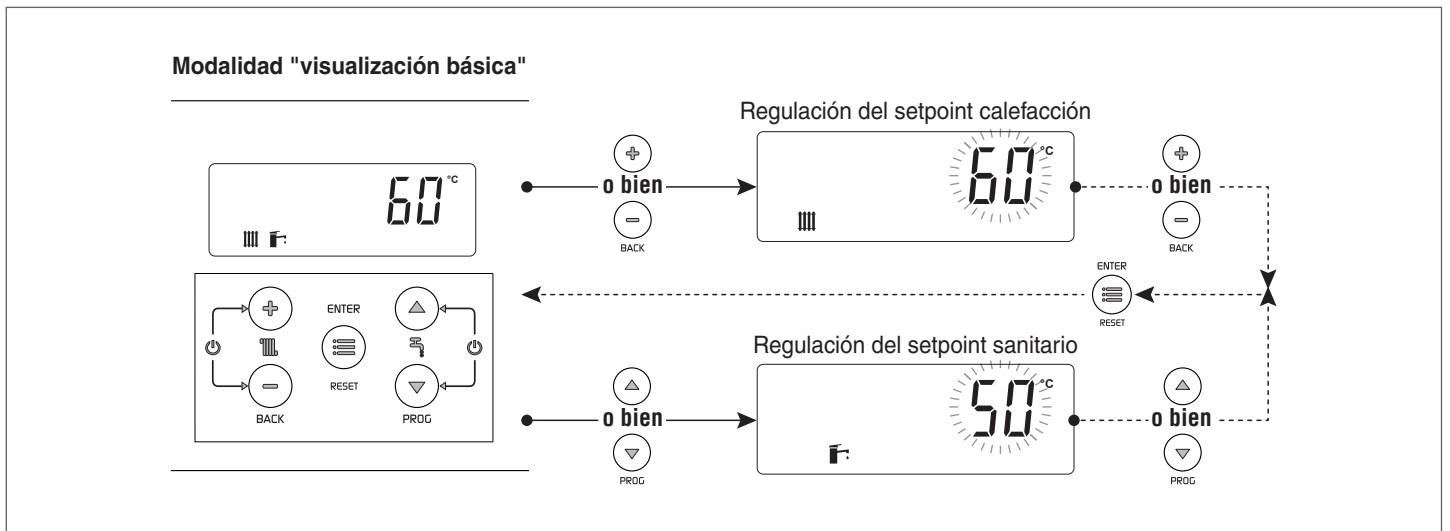 Modalidad "visualización básica"
60 °C
ENTER
RESET
BACK
PROG
o bien
BACK
Regulación del setpoint calefacción
60 °C
o bien
BACK
ENTER
RESET
o bien
PROG
Regulación del setpoint sanitario
50 °C
o bien
PROG